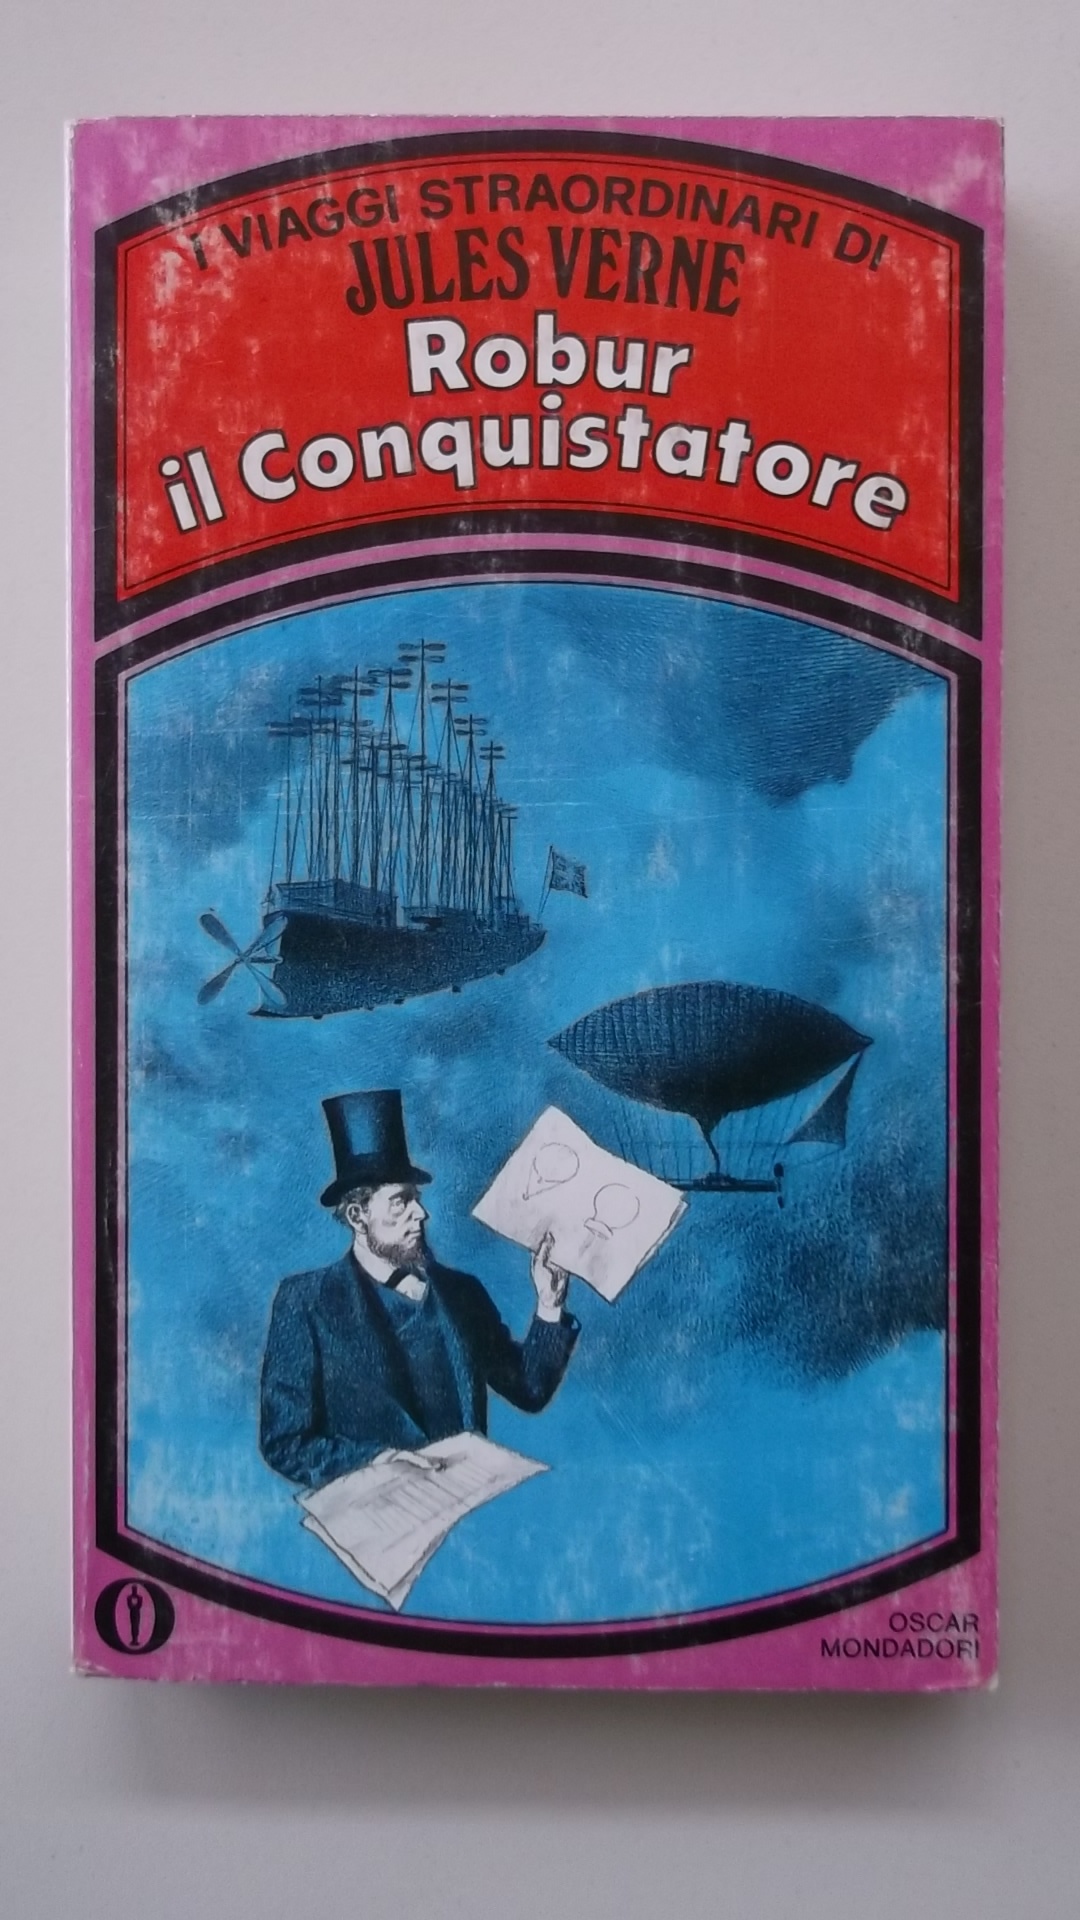 I VIAGGI STRAORDINARI DI
JULES VERNE
Robur
il Conquistatore
OSCAR
MONDADORI